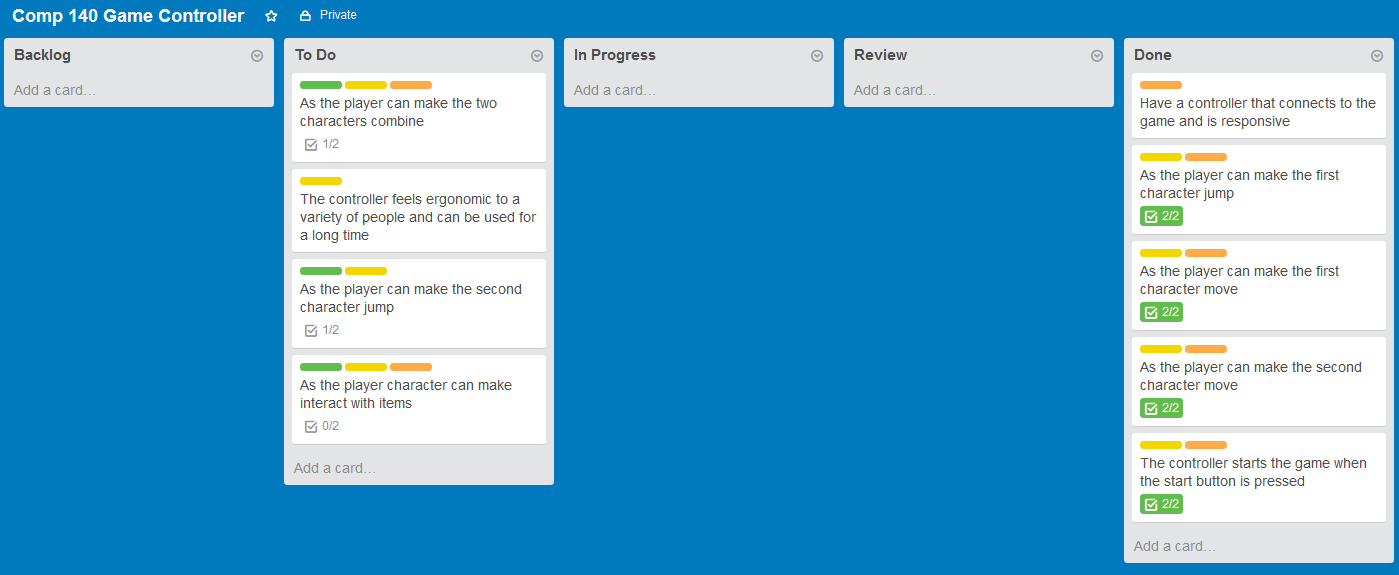 Comp 140 Game Controller Private
Backlog
Add a card…
To Do
As the player can make the two
characters combine
1/2
The controller feels ergonomic to a
variety of people and can be used for
a long time
As the player can make the second
character jump
1/2
As the player character can make
interact with items
0/2
Add a card…
In Progress
Add a card…
Review
Add a card…
Done
Have a controller that connects to the
game and is responsive
As the player can make the first
character jump
2/2
As the player can make the first
character move
2/2
As the player can make the second
character move
2/2
The controller starts the game when
the start button is pressed
2/2
Add a card…